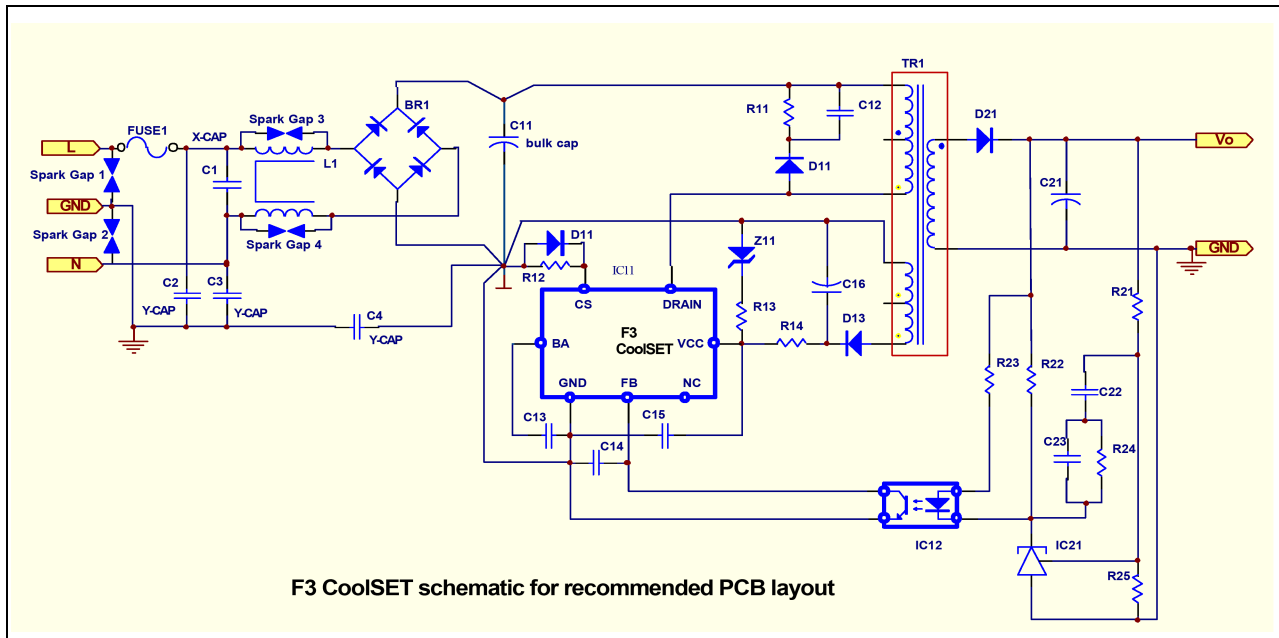 TR1
BR1
R11
C12
C11
bulk cap
D21
FUSE1
X-CAP
Spark Gap 3
L
Vo
L1
C1
D11
Spark Gap 1
C21
GND
Spark Gap 2
Spark Gap 4
D11
Z11
GND
N
R12
IC11
C2
C3
C16
CS
DRAIN
R21
Y-CAP
Y-CAP
C4
R13
R14
D13
Y-CAP
F3
CoolSET
BA
VCC
R23
R22
GND
FB
NC
C22
C13
C15
C23
R24
C14
IC12
IC21
R25
F3 CoolSET schematic for recommended PCB layout